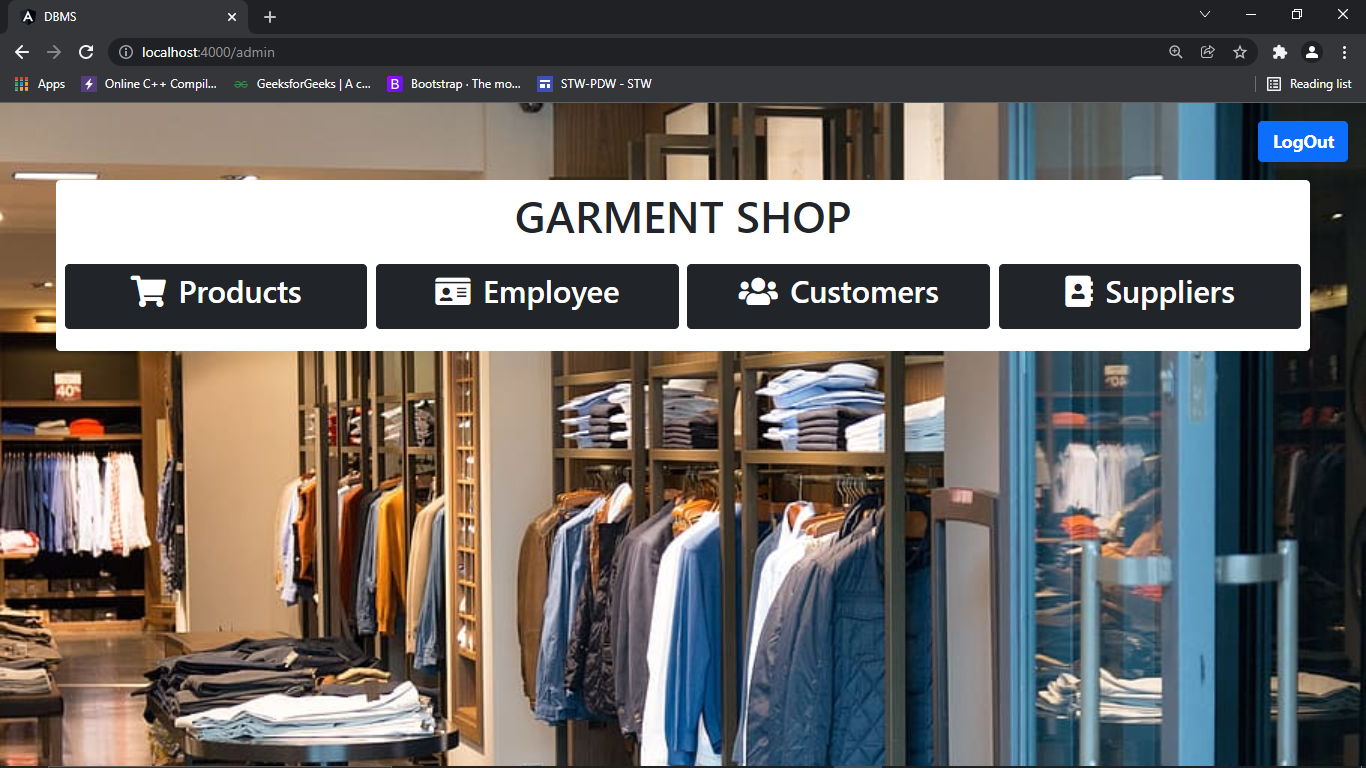 DBMS
localhost:4000/admin
Apps
Online C++ Compil...
GeeksforGeeks | A c...
B
Bootstrap · The mo...
STW-PDW - STW
Reading list
LogOut
GARMENT SHOP
Products
Employee
Customers
Suppliers
40%